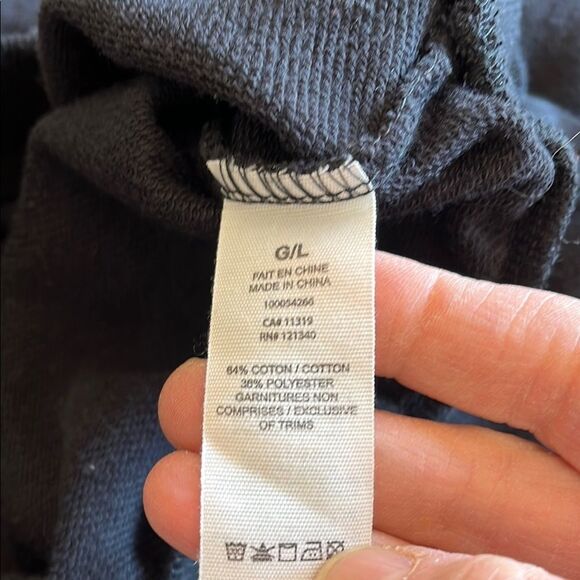 G/L
FAIT EN CHINE
MADE IN CHINA
100054266
CA# 11319
RN# 121340
64% COTON / COTTON
36% POLYESTER
GARNITURES NON
COMPRISES / EXCLUSIVE
OF TRIMS